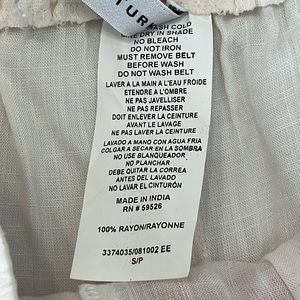 TUR
WASH COLD
LINE DRY IN SHADE
NO BLEACH
DO NOT IRON
MUST REMOVE BELT
BEFORE WASH
DO NOT WASH BELT
LAVER A LA MAIN A L'EAU FROIDE
ÉTENDRE A L'OMBRE
NE PAS JAVELLISER
NE PAS REPASSER
DOIT ENLEVER LA CEINTURE
AVANT LE LAVAGE
NE PAS LAVER LA CEINTURE
LAVADO A MANO CON AGUA FRIA
COLGAR A SECAR EN LA SOMBRA
NO USE BLANQUEADOR
NO PLANCHAR
DEBE QUITAR LA CORREA
ANTES DEL LAVADO
NO LAVAR EL CINTURÓN
MADE IN INDIA
RN # 59526
100% RAYON/RAYONNE
3374035/081002 EE
S/P